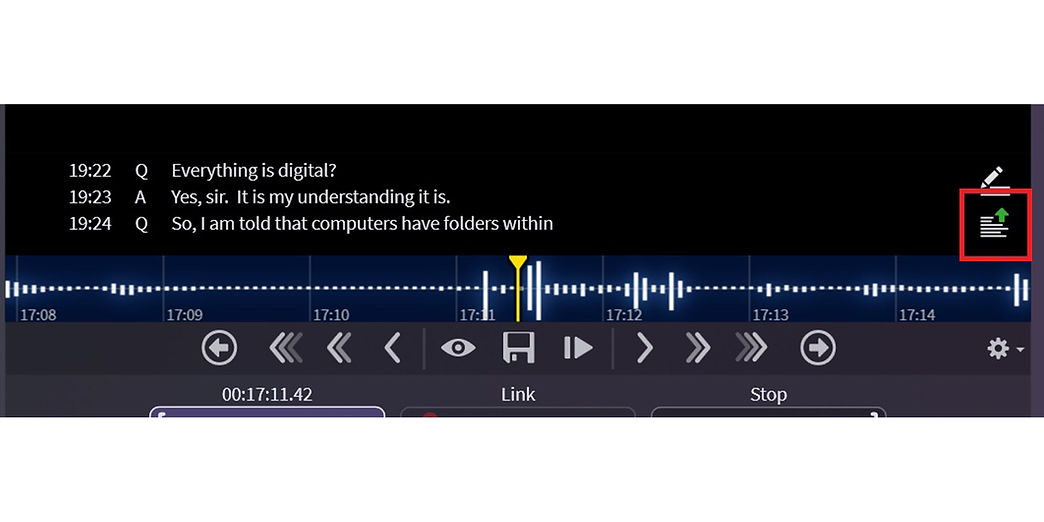 19:22 Q Everything is digital?
19:23 A Yes, sir. It is my understanding it is.
19:24 Q So, I am told that computers have folders within
17:08 17:09 17:10 17:11 17:12 17:13 17:14
00:17:11.42 Link Stop